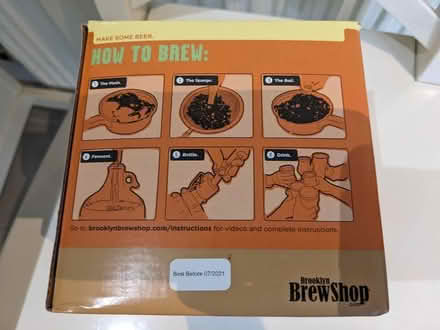 MAKE SOME BEER.
HOW TO BREW:
1 The Mash.
2 The Sparge.
3 The Boil.
4 Ferment.
5 Bottle.
6 Drink.
Go to brooklynbrewshop.com/instructions for videos and complete instructions.
Best Before 07/2021
Brooklyn
BrewShop